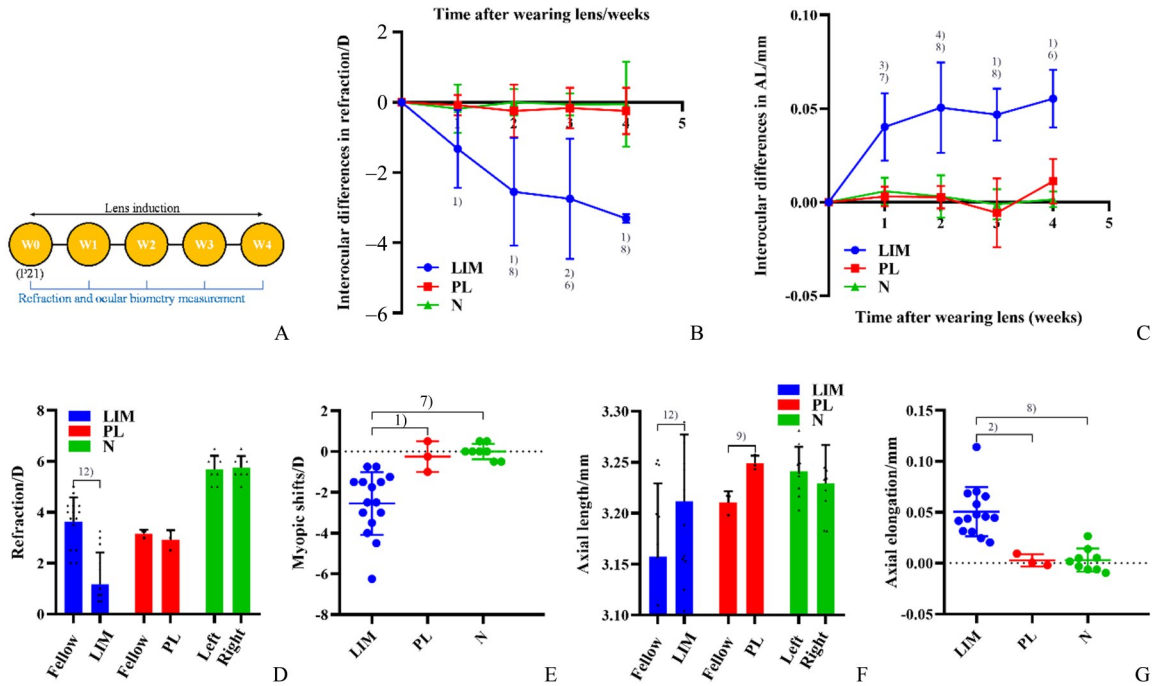 Lens induction
W0
W1
W2
W3
W4
(P21)
Refraction and ocular biometry measurement
A
Time after wearing lens/weeks
Interocular differences in refraction/D
2
0
−2
−4
−6
1
2
3
4
5
1)
1)
8)
2)
6)
1)
8)
LIM
PL
N
B
Interocular differences in AL/mm
0.10
0.05
0.00
-0.05
3)
7)
4)
8)
1)
8)
1)
6)
1
2
3
4
5
LIM
PL
N
Time after wearing lens (weeks)
C
Refraction/D
8
6
4
2
0
LIM
PL
N
12)
Fellow
LIM
Fellow
PL
Left
Right
D
Myopic shifts/D
2
0
-2
-4
-6
-8
7)
1)
LIM
PL
N
E
LIM
PL
N
Axial length/mm
3.30
3.25
3.20
3.15
3.10
12)
9)
Fellow
LIM
Fellow
PL
Left
Right
F
Axial elongation/mm
0.15
0.10
0.05
0.00
-0.05
8)
2)
LIM
PL
N
G